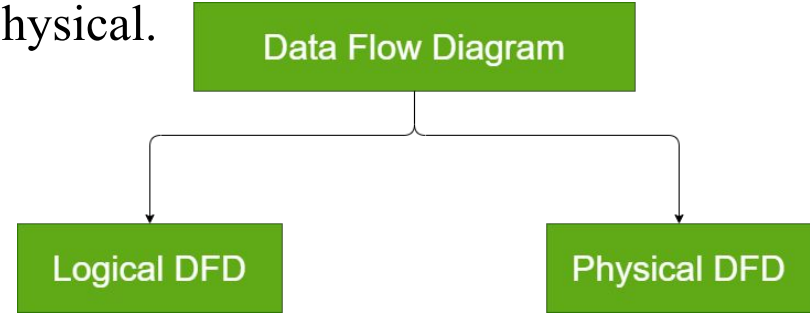 hysical.
Data Flow Diagram
Logical DFD
Physical DFD